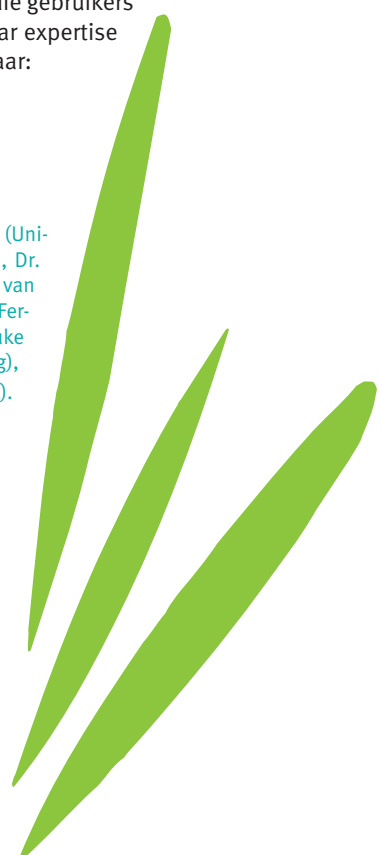 ie gebruikers
ar expertise
aar:
(Uni-
, Dr.
van
Fer-
uke
g),
).